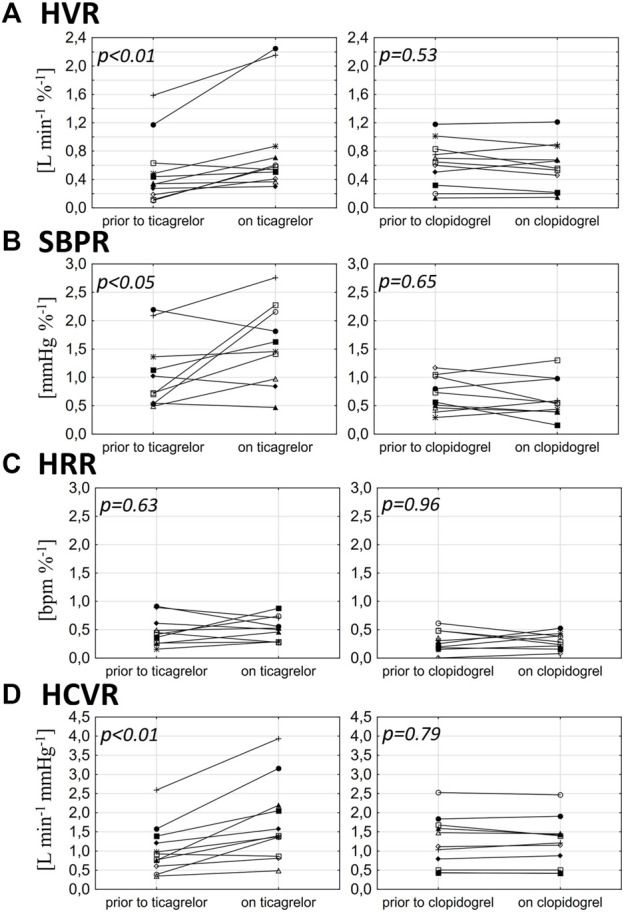 A HVR
p<0.01
p=0.53
[L min⁻¹ %⁻¹]
2,4
2,0
1,6
1,2
0,8
0,4
0,0
prior to ticagrelor
on ticagrelor
prior to clopidogrel
on clopidogrel
B SBPR
p<0.05
p=0.65
[mmHg %⁻¹]
3,0
2,5
2,0
1,5
1,0
0,5
0,0
prior to ticagrelor
on ticagrelor
prior to clopidogrel
on clopidogrel
C HRR
p=0.63
p=0.96
[bpm %⁻¹]
3,0
2,5
2,0
1,5
1,0
0,5
0,0
prior to ticagrelor
on ticagrelor
prior to clopidogrel
on clopidogrel
D HCVR
p<0.01
p=0.79
[L min⁻¹ mmHg⁻¹]
4,5
4,0
3,5
3,0
2,5
2,0
1,5
1,0
0,5
0,0
prior to ticagrelor
on ticagrelor
prior to clopidogrel
on clopidogrel